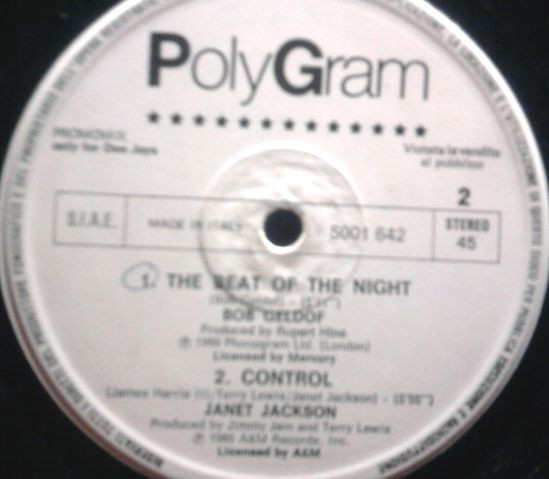 PolyGram
★★★★★★★★★★★★★
PROMOMIX
only for Dee Jays
Vietata la vendita
al pubblico
2
S.I.A.E.
MADE IN ITALY
5001 642
STEREO
45
1. THE BEAT OF THE NIGHT
(Bob Geldof) -
BOB GELDOF
Produced by Rupert Hine
℗ 1986 Phonogram Ltd. (London)
Licensed by Mercury
2. CONTROL
(James Harris III/Terry Lewis/Janet Jackson) -
JANET JACKSON
Produced by Jimmy Jam and Terry Lewis
℗ 1986 A&M Records, Inc.
Licensed by A&M